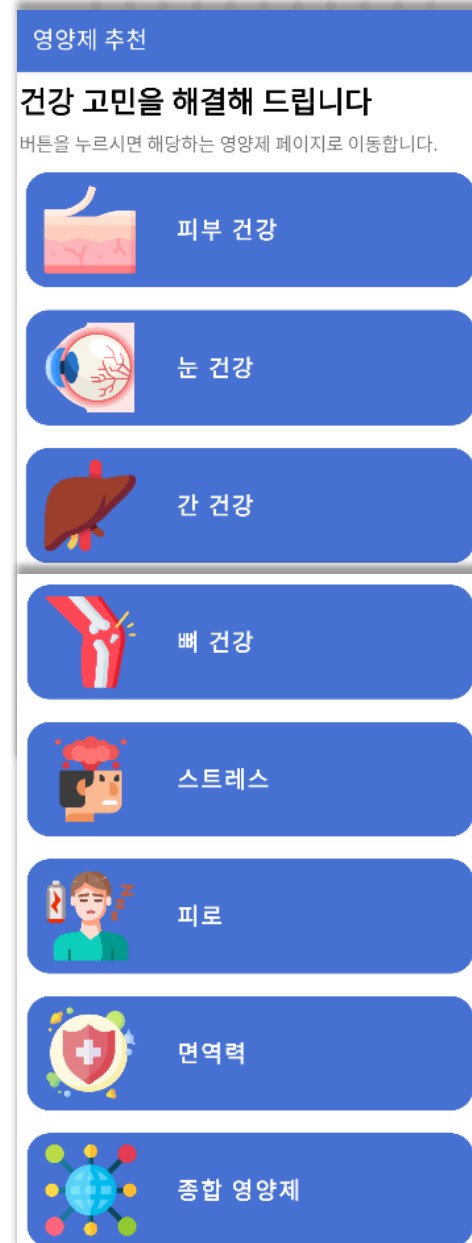 영양제 추천
건강 고민을 해결해 드립니다
버튼을 누르시면 해당하는 영양제 페이지로 이동합니다.
피부 건강
눈 건강
간 건강
뼈 건강
스트레스
피로
면역력
종합 영양제